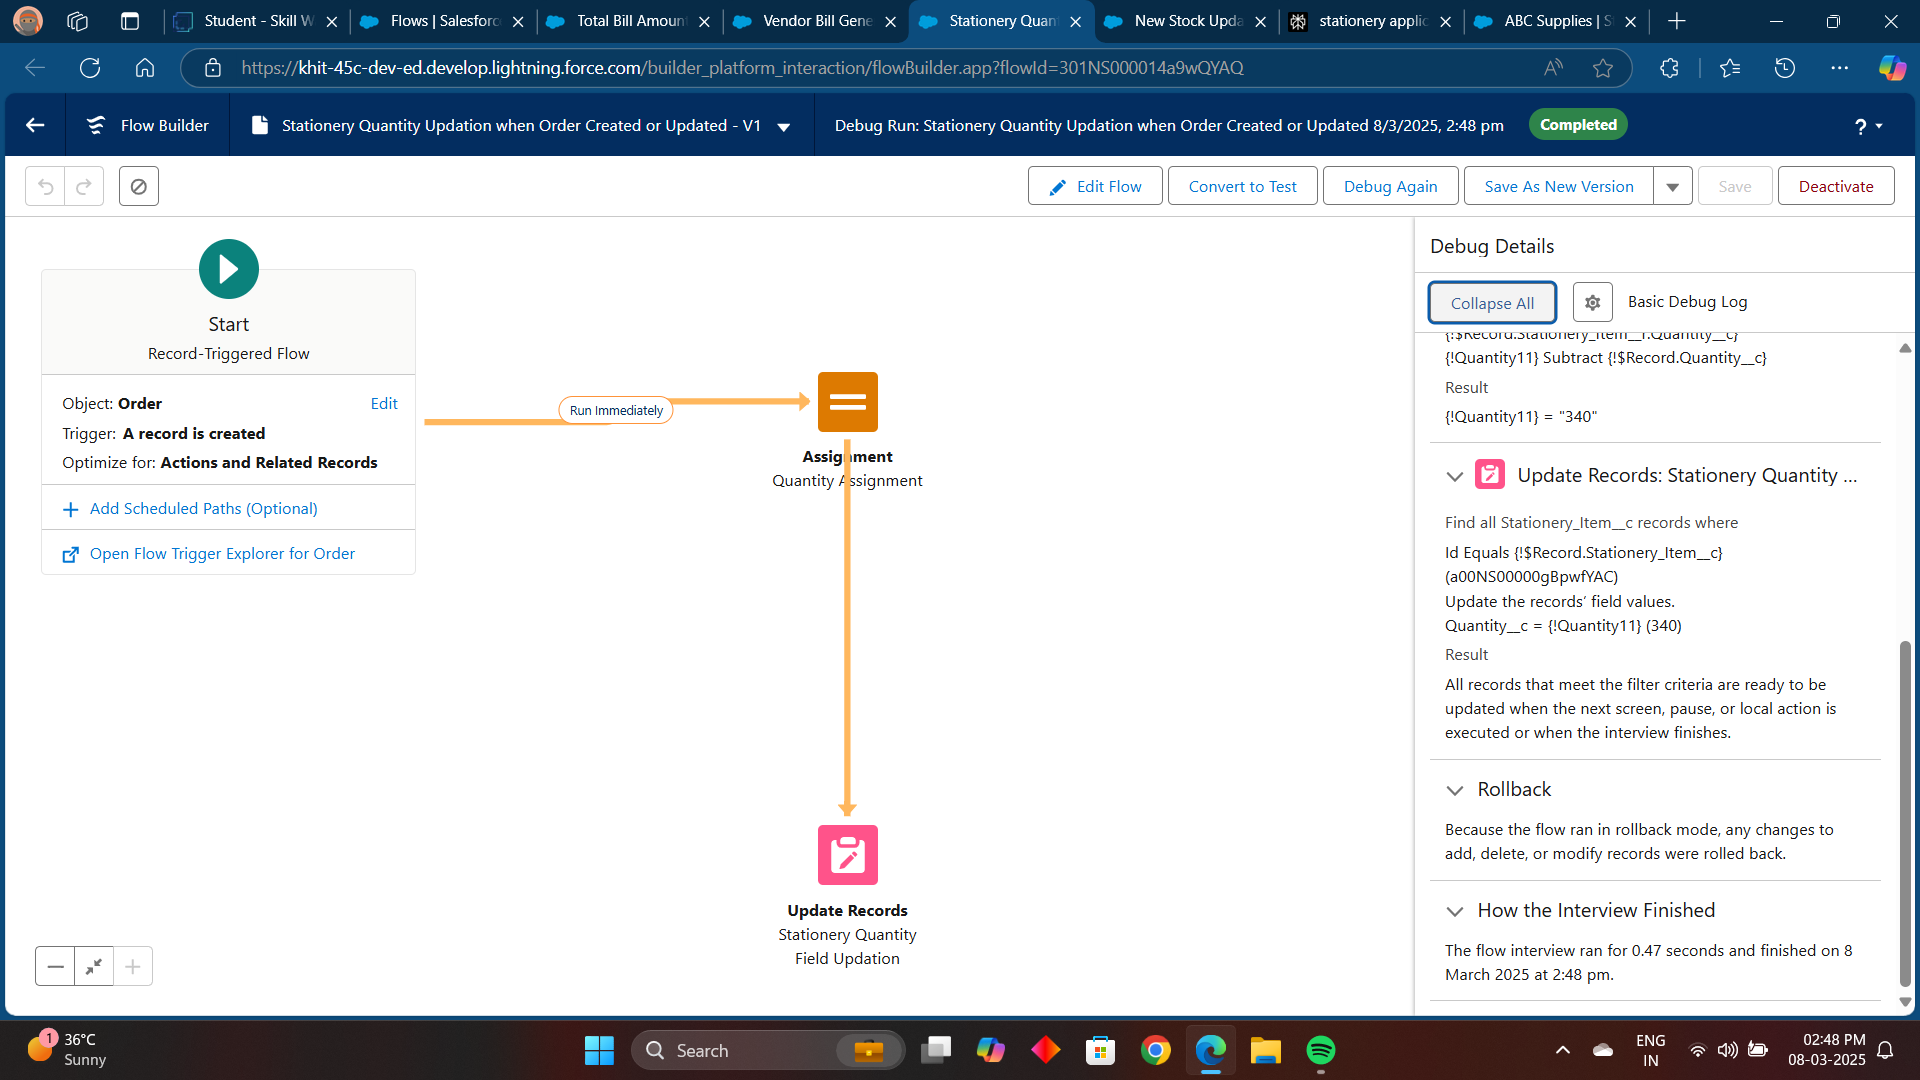 Student - Skill W
Flows | Salesforc
Total Bill Amoun
Vendor Bill Gene
Stationery Quan
New Stock Upda
stationery applic
ABC Supplies | S
https://khit-45c-dev-ed.develop.lightning.force.com/builder_platform_interaction/flowBuilder.app?flowId=301NS000014a9wQYAQ
Flow Builder
Stationery Quantity Updation when Order Created or Updated - V1
Debug Run: Stationery Quantity Updation when Order Created or Updated 8/3/2025, 2:48 pm
Completed
?
Edit Flow
Convert to Test
Debug Again
Save As New Version
Save
Deactivate
Start
Record-Triggered Flow
Object: Order
Edit
Trigger: A record is created
Optimize for: Actions and Related Records
Add Scheduled Paths (Optional)
Open Flow Trigger Explorer for Order
Run Immediately
Assignment
Quantity Assignment
Update Records
Stationery Quantity
Field Updation
Debug Details
Collapse All
Basic Debug Log
{!$Record.Stationery_Item__r.Quantity__c}
{!Quantity11} Subtract {!$Record.Quantity__c}
Result
{!Quantity11} = "340"
Update Records: Stationery Quantity ...
Find all Stationery_Item__c records where
Id Equals {!$Record.Stationery_Item__c}
(a00NS00000gBpwfYAC)
Update the records’ field values.
Quantity__c = {!Quantity11} (340)
Result
All records that meet the filter criteria are ready to be
updated when the next screen, pause, or local action is
executed or when the interview finishes.
Rollback
Because the flow ran in rollback mode, any changes to
add, delete, or modify records were rolled back.
How the Interview Finished
The flow interview ran for 0.47 seconds and finished on 8
March 2025 at 2:48 pm.
1
36°C
Sunny
Search
ENG
IN
02:48 PM
08-03-2025